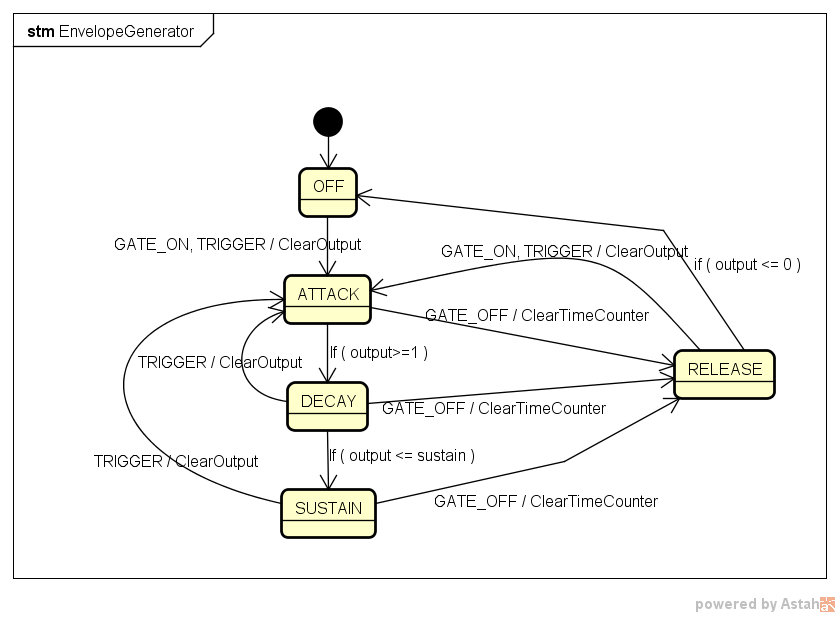 stm EnvelopeGenerator
OFF
GATE_ON, TRIGGER / ClearOutput
GATE_ON, TRIGGER / ClearOutput
if ( output <= 0 )
ATTACK
GATE_OFF / ClearTimeCounter
If ( output>=1 )
TRIGGER / ClearOutput
RELEASE
DECAY
GATE_OFF / ClearTimeCounter
If ( output <= sustain )
TRIGGER / ClearOutput
SUSTAIN
GATE_OFF / ClearTimeCounter
powered by Astah